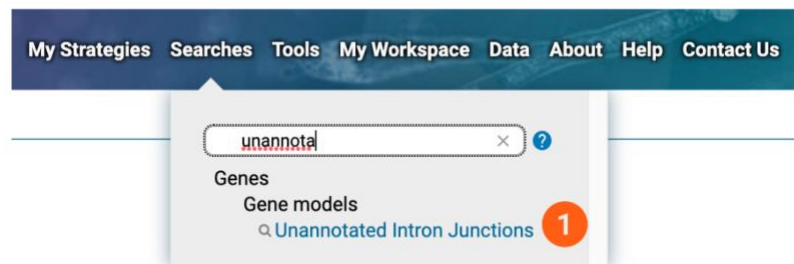 My Strategies Searches Tools My Workspace Data About Help Contact Us
unannota × ?
Genes
Gene models
Unannotated Intron Junctions 1